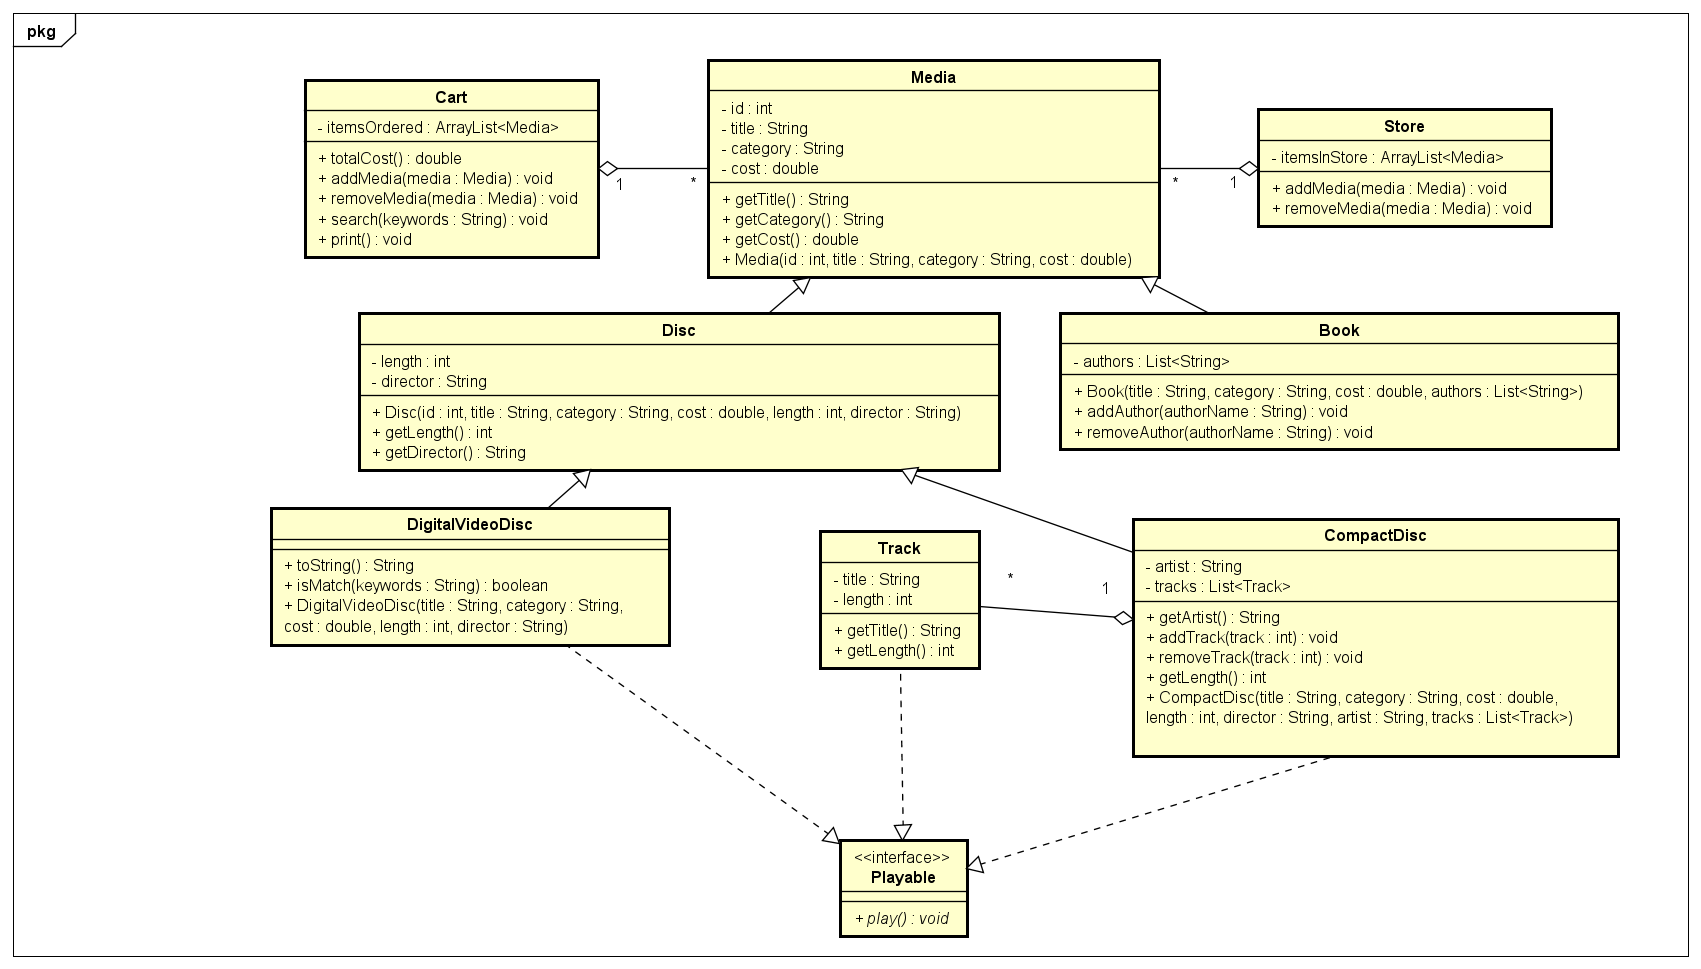 pkg
Cart
- itemsOrdered : ArrayList<Media>
+ totalCost() : double
+ addMedia(media : Media) : void
+ removeMedia(media : Media) : void
+ search(keywords : String) : void
+ print() : void
1
*
Media
- id : int
- title : String
- category : String
- cost : double
+ getTitle() : String
+ getCategory() : String
+ getCost() : double
+ Media(id : int, title : String, category : String, cost : double)
*
1
Store
- itemsInStore : ArrayList<Media>
+ addMedia(media : Media) : void
+ removeMedia(media : Media) : void
Disc
- length : int
- director : String
+ Disc(id : int, title : String, category : String, cost : double, length : int, director : String)
+ getLength() : int
+ getDirector() : String
Book
- authors : List<String>
+ Book(title : String, category : String, cost : double, authors : List<String>)
+ addAuthor(authorName : String) : void
+ removeAuthor(authorName : String) : void
DigitalVideoDisc
+ toString() : String
+ isMatch(keywords : String) : boolean
+ DigitalVideoDisc(title : String, category : String,
cost : double, length : int, director : String)
Track
- title : String
- length : int
+ getTitle() : String
+ getLength() : int
*
1
CompactDisc
- artist : String
- tracks : List<Track>
+ getArtist() : String
+ addTrack(track : int) : void
+ removeTrack(track : int) : void
+ getLength() : int
+ CompactDisc(title : String, category : String, cost : double,
length : int, director : String, artist : String, tracks : List<Track>)
<<interface>>
Playable
+ play() : void